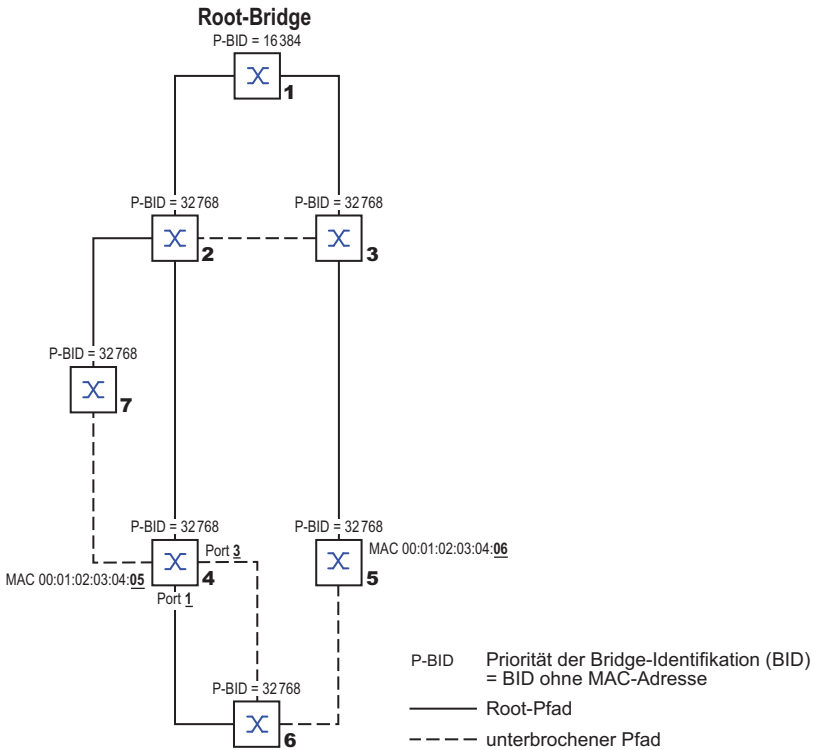 Root-Bridge
P-BID = 16384
1
P-BID = 32768
P-BID = 32768
2
3
P-BID = 32768
7
P-BID = 32768
P-BID = 32768
Port 3
MAC 00:01:02:03:04:06
MAC 00:01:02:03:04:05
4
5
Port 1
P-BID = 32768
6
P-BID Priorität der Bridge-Identifikation (BID)
= BID ohne MAC-Adresse
Root-Pfad
unterbrochener Pfad